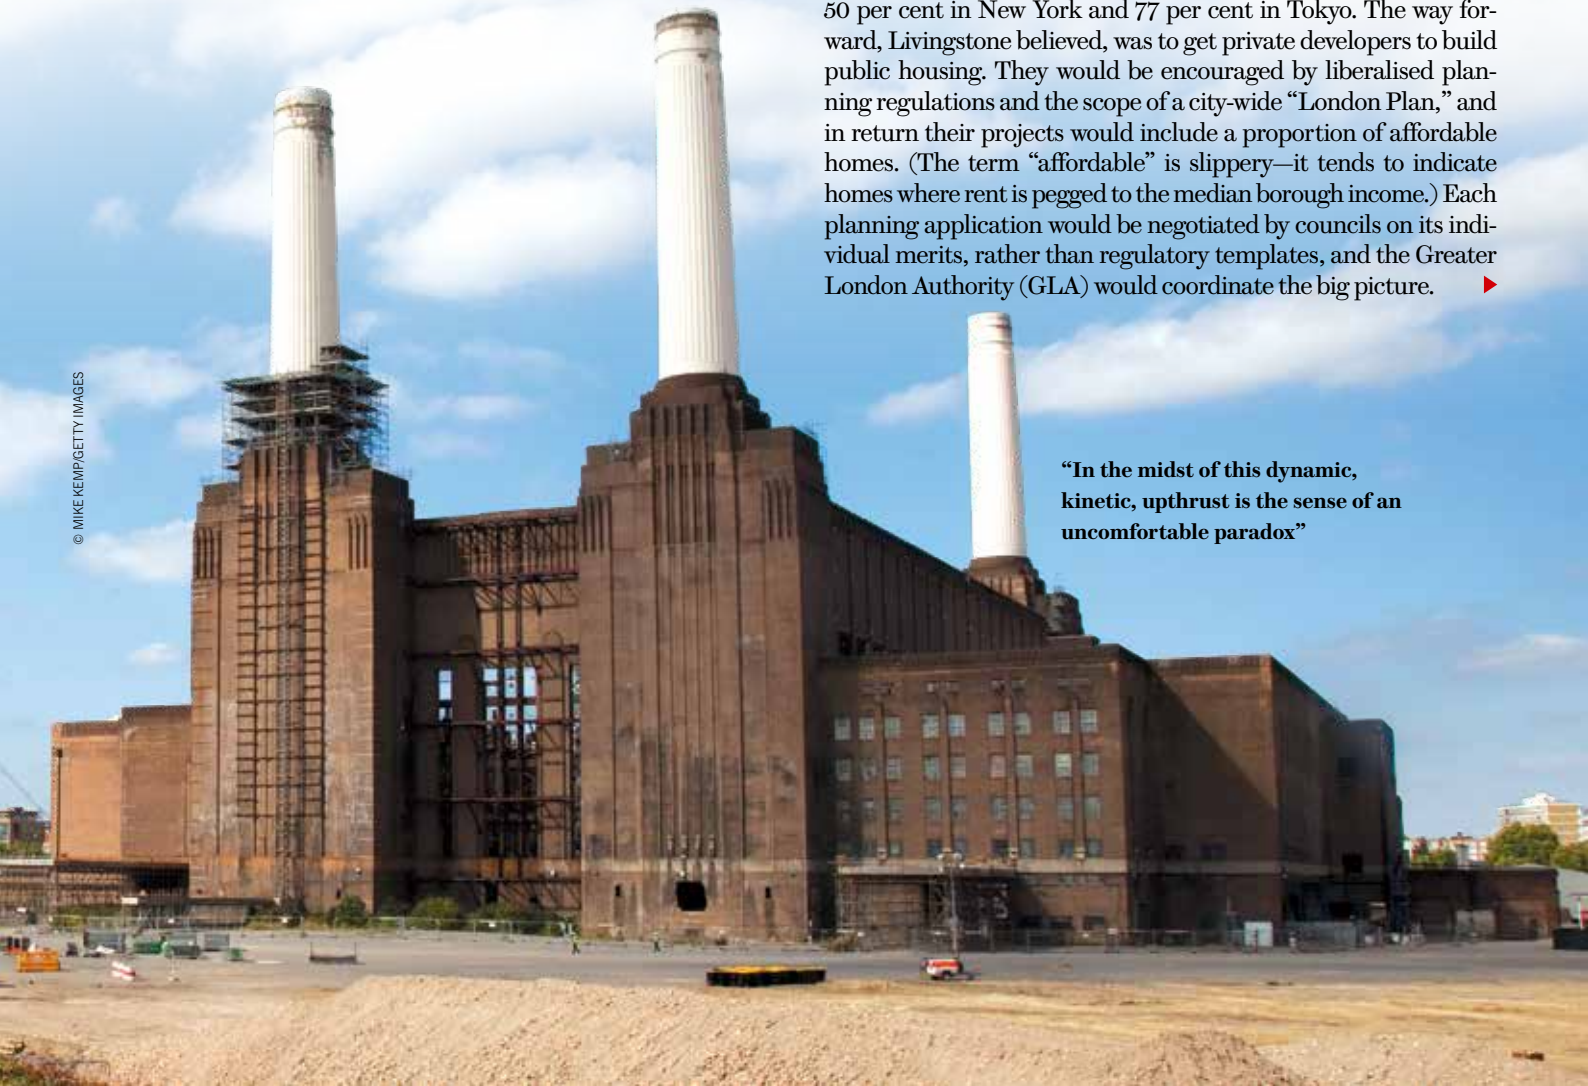 50 per cent in New York and 77 per cent in Tokyo. The way for-
ward, Livingstone believed, was to get private developers to build
public housing. They would be encouraged by liberalised plan-
ning regulations and the scope of a city-wide “London Plan,” and
in return their projects would include a proportion of affordable
homes. (The term “affordable” is slippery—it tends to indicate
homes where rent is pegged to the median borough income.) Each
planning application would be negotiated by councils on its indi-
vidual merits, rather than regulatory templates, and the Greater
London Authority (GLA) would coordinate the big picture.
© MIKE KEMP/GETTY IMAGES
“In the midst of this dynamic,
kinetic, upthrust is the sense of an
uncomfortable paradox”